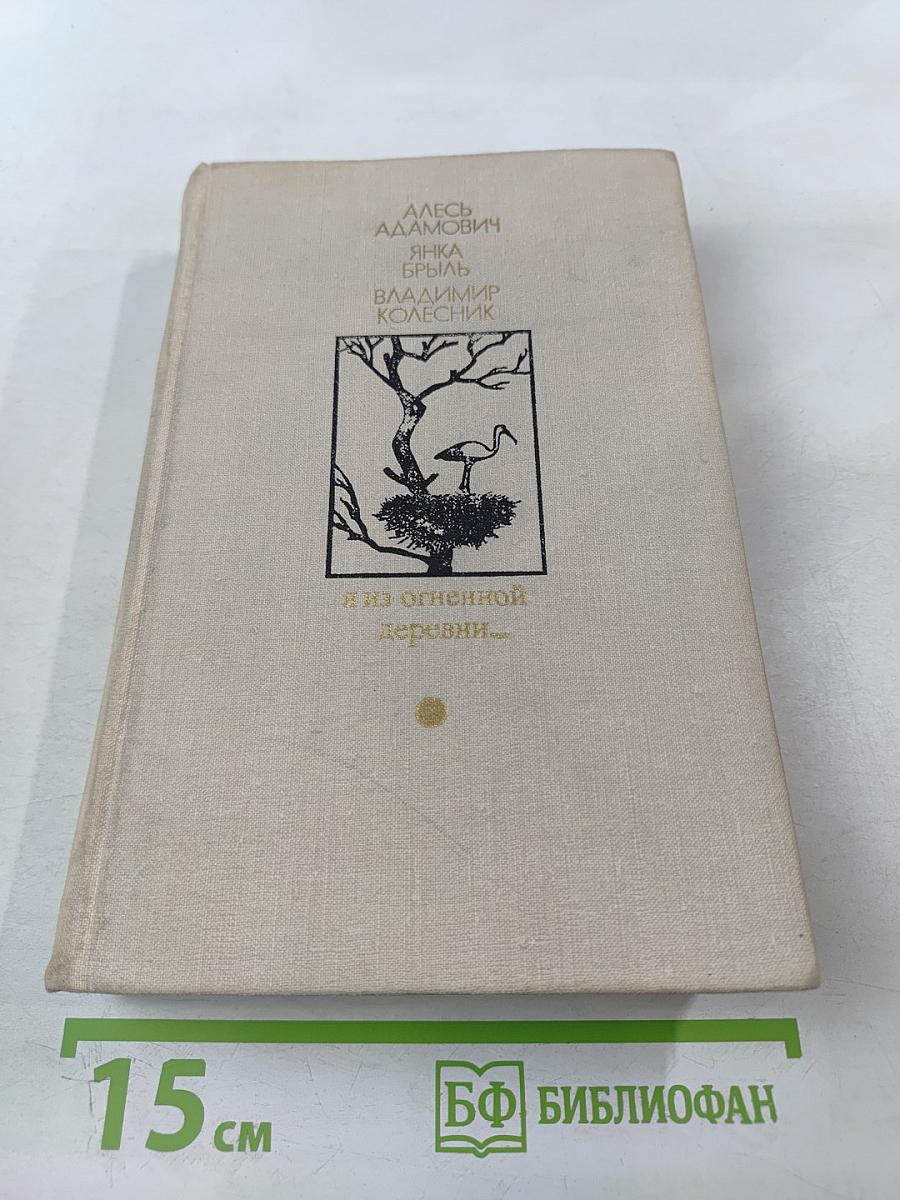 АЛЕСЬ
АДАМОВИЧ
ЯНКА
БРЫЛЬ
ВЛАДИМИР
КОЛЕСНИК
я из огненной
деревни...
15 см
БФ БИБЛИОФАН